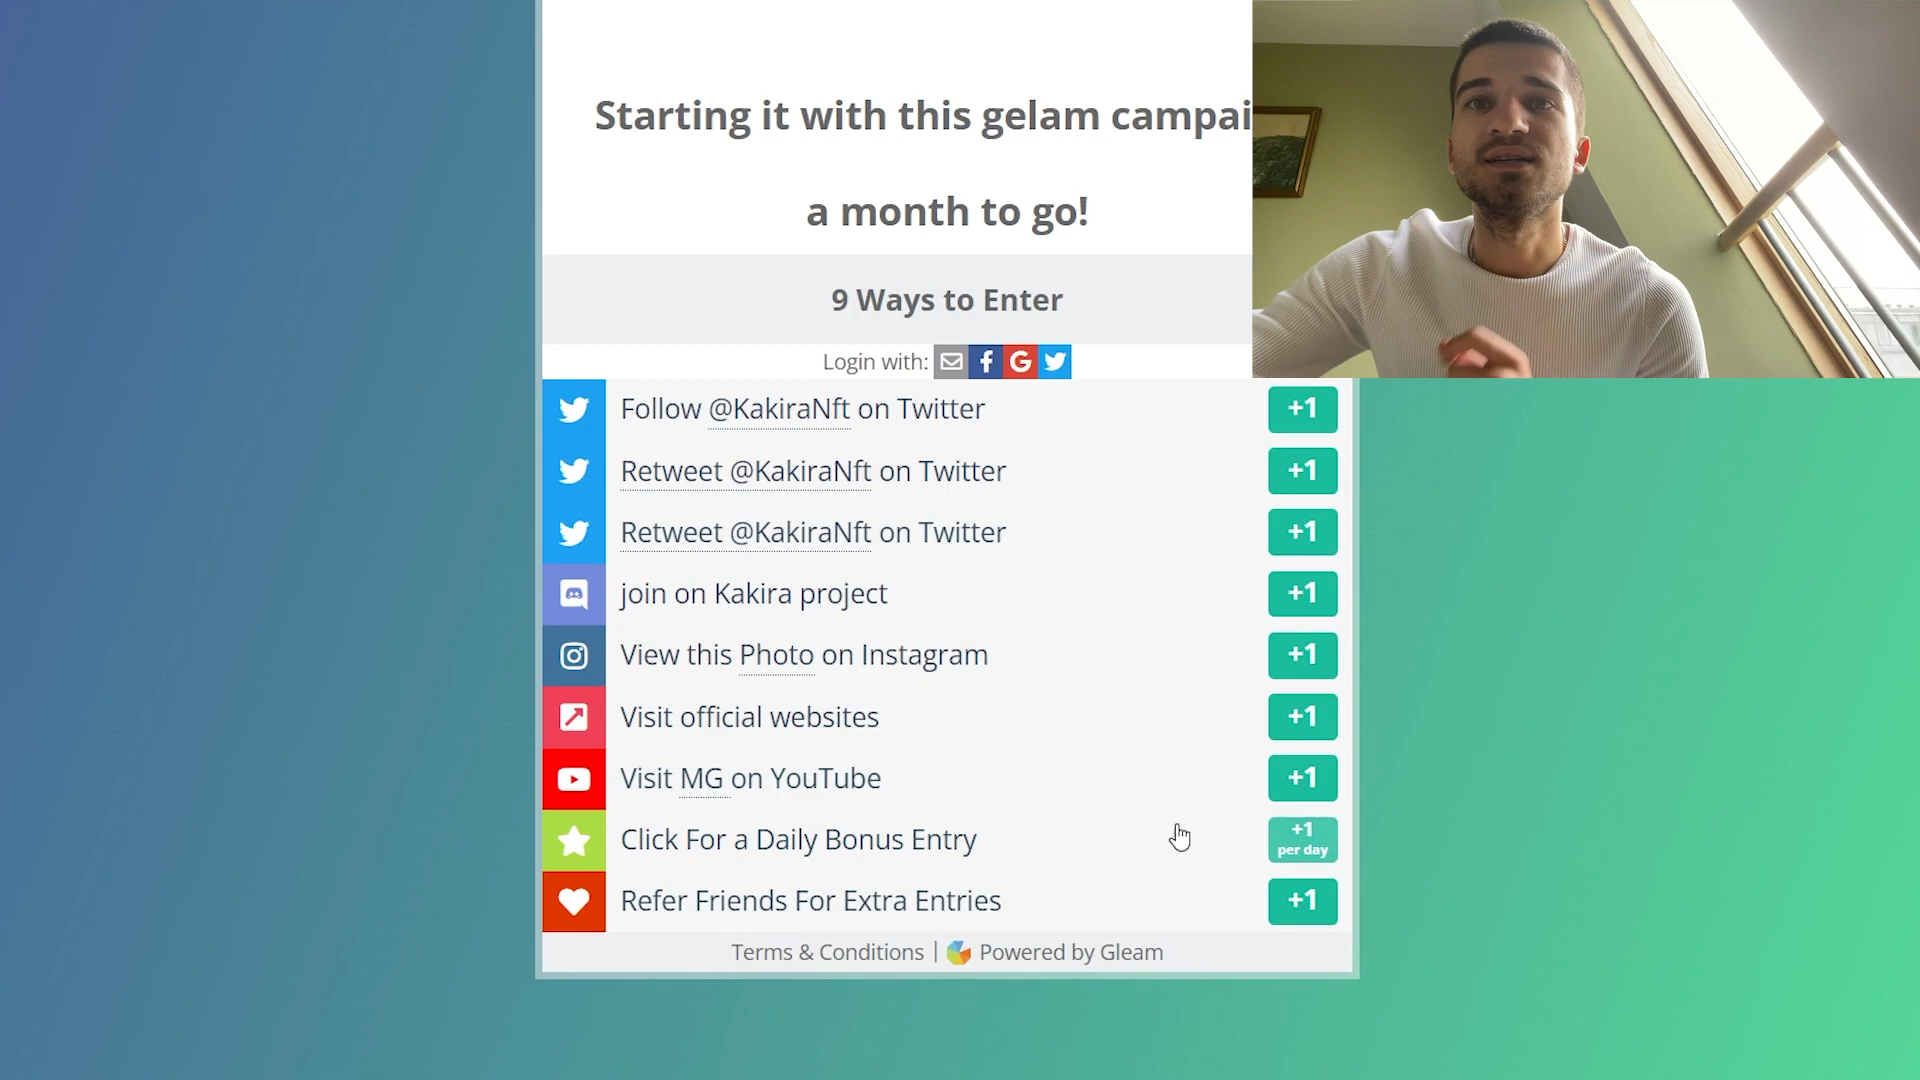 Starting it with this gelam campai
a month to go!
9 Ways to Enter
Login with:
Follow @KakiraNft on Twitter +1
Retweet @KakiraNft on Twitter +1
Retweet @KakiraNft on Twitter +1
join on Kakira project +1
View this Photo on Instagram +1
Visit official websites +1
Visit MG on YouTube +1
Click For a Daily Bonus Entry +1 per day
Refer Friends For Extra Entries +1
Terms & Conditions | Powered by Gleam